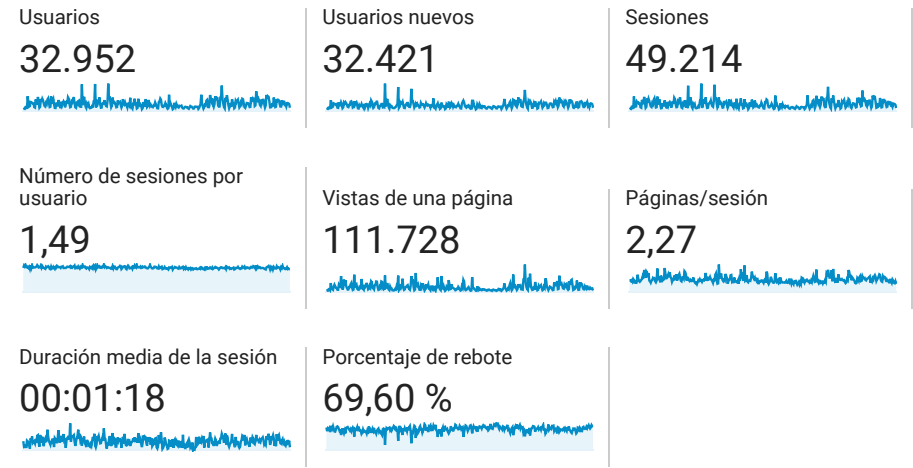 Usuarios
32.952
Usuarios nuevos
32.421
Sesiones
49.214
Número de sesiones por
usuario
1,49
Vistas de una página
111.728
Páginas/sesión
2,27
Duración media de la sesión
00:01:18
Porcentaje de rebote
69,60 %